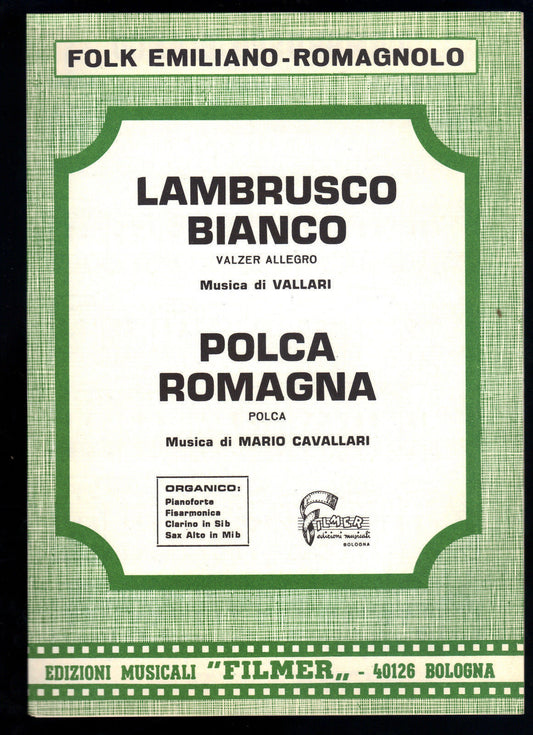 FOLK EMILIANO-ROMAGNOLO
LAMBRUSCO
BIANCO
VALZER ALLEGRO
Musica di VALLARI
POLCA
ROMAGNA
POLCA
Musica di MARIO CAVALLARI
ORGANICO:
Pianoforte
Fisarmonica
Clarino in Sib
Sax Alto in Mib
FILMER
edizioni musicali
BOLOGNA
EDIZIONI MUSICALI "FILMER„ - 40126 BOLOGNA